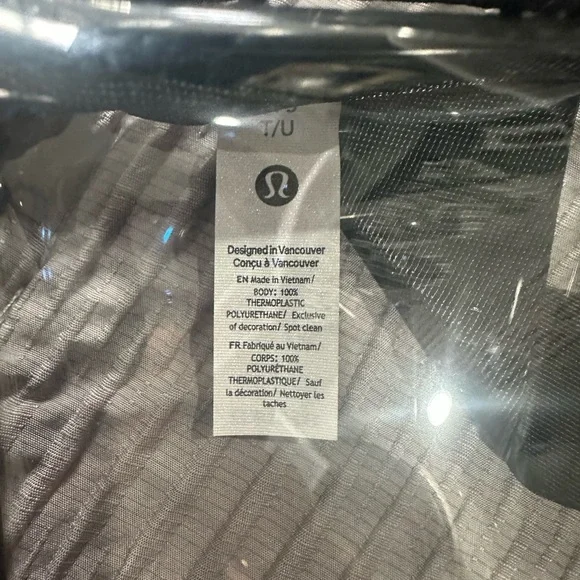 T/U
Designed in Vancouver
Conçu à Vancouver
EN Made in Vietnam/
BODY: 100%
THERMOPLASTIC
POLYURETHANE/ Exclusive
of decoration/ Spot clean
FR Fabriqué au Vietnam/
CORPS: 100%
POLYURÉTHANE
THERMOPLASTIQUE/ Sauf
la décoration/ Nettoyer les
taches